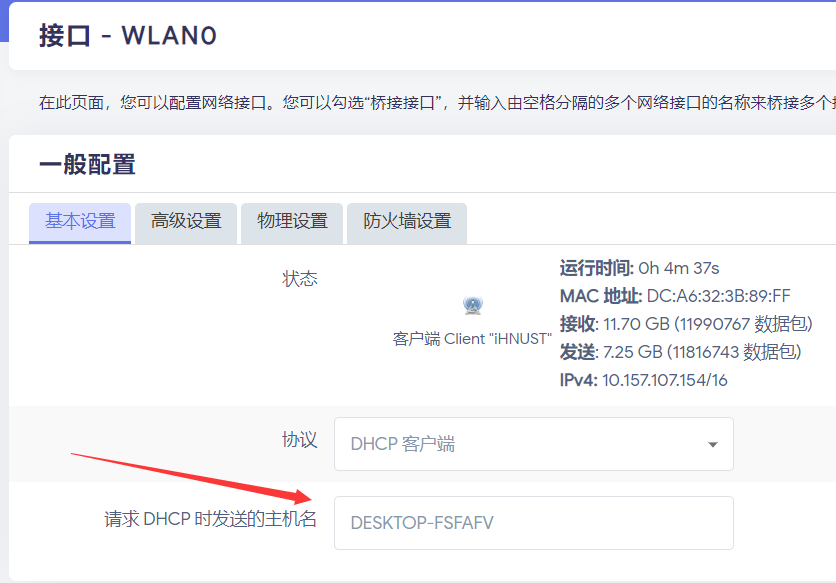 接口 - WLAN0
在此页面，您可以配置网络接口。您可以勾选“桥接接口”，并输入由空格分隔的多个网络接口的名称来桥接多个
一般配置
基本设置 高级设置 物理设置 防火墙设置
状态
客户端 Client "iHNUST"
运行时间: 0h 4m 37s
MAC 地址: DC:A6:32:3B:89:FF
接收: 11.70 GB (11990767 数据包)
发送: 7.25 GB (11816743 数据包)
IPv4: 10.157.107.154/16
协议 DHCP 客户端
请求 DHCP 时发送的主机名 DESKTOP-FSFAFV